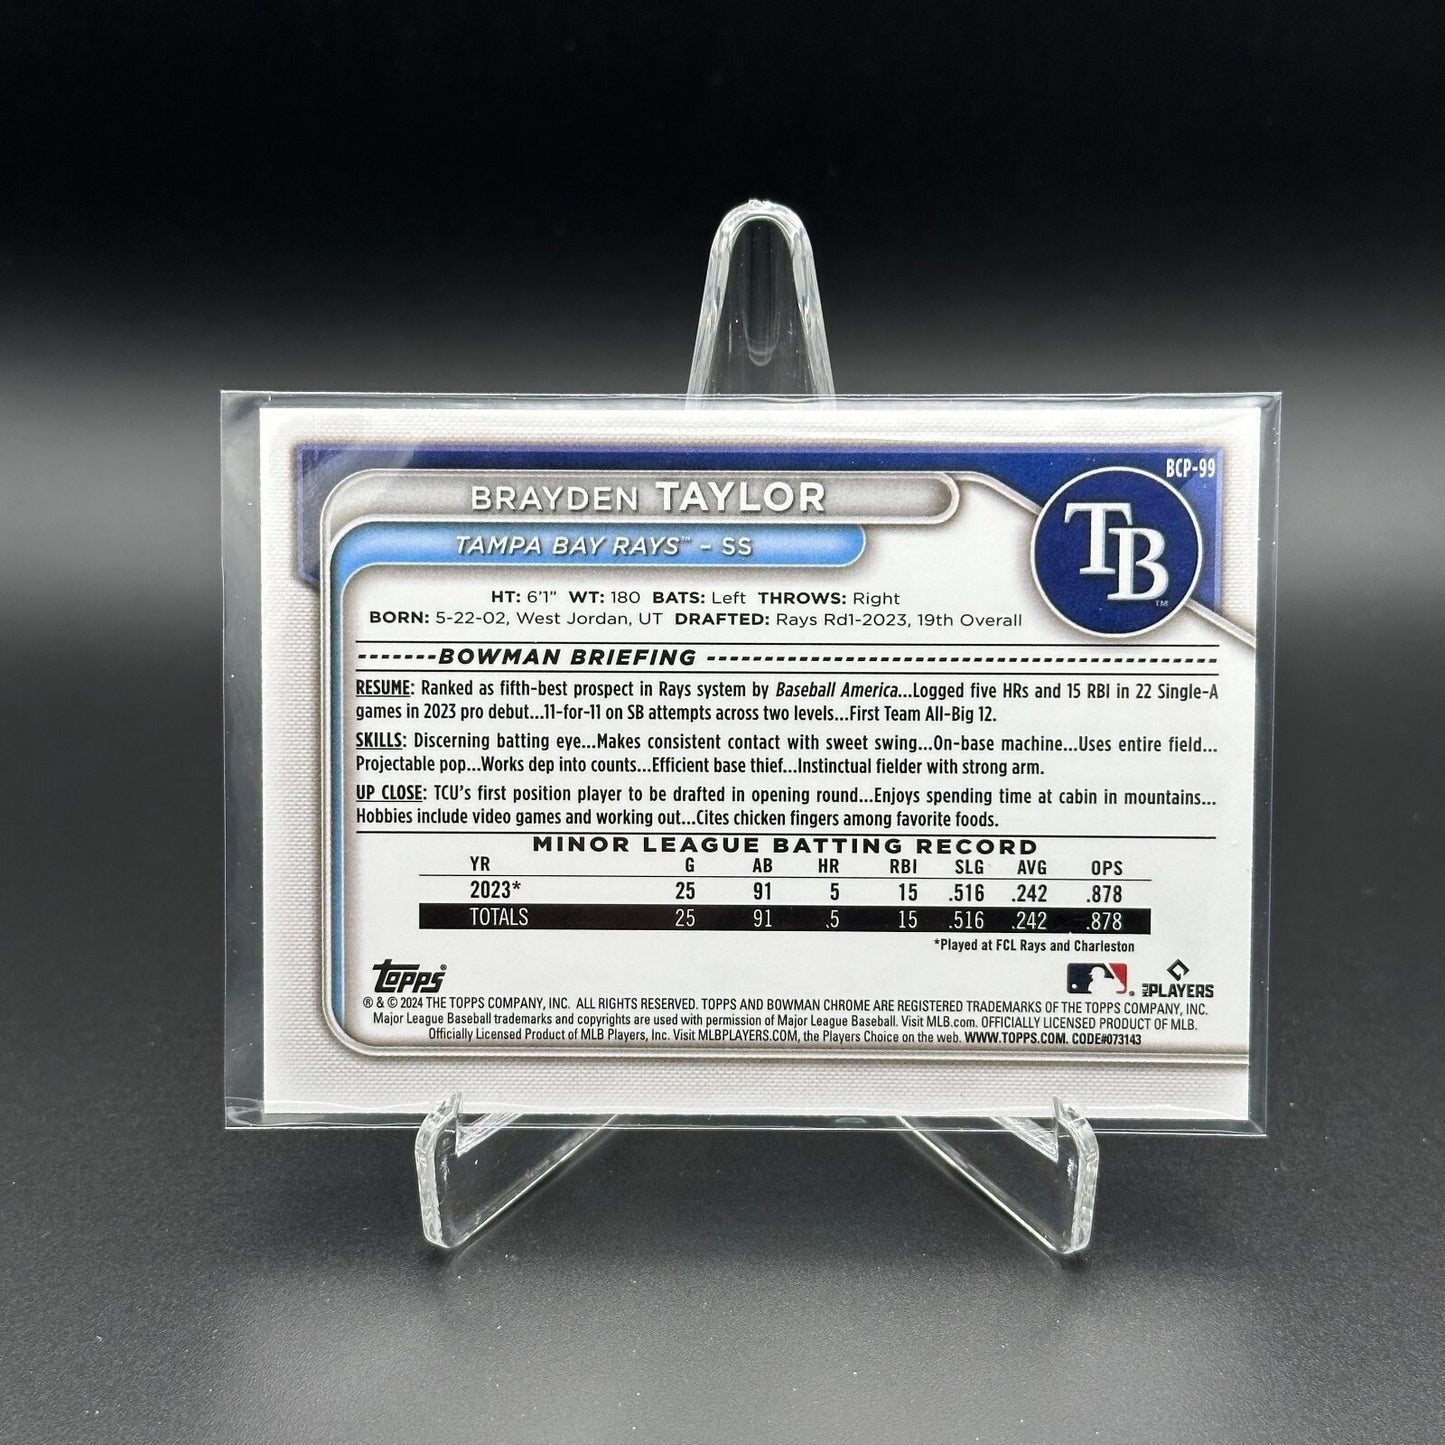 BCP-99
BRAYDEN TAYLOR
TAMPA BAY RAYS™ – SS
TB™
HT: 6'1" WT: 180 BATS: Left THROWS: Right
BORN: 5-22-02, West Jordan, UT DRAFTED: Rays Rd1-2023, 19th Overall
-------BOWMAN BRIEFING --------------------------------------------
RESUME: Ranked as fifth-best prospect in Rays system by Baseball America...Logged five HRs and 15 RBI in 22 Single-A
games in 2023 pro debut...11-for-11 on SB attempts across two levels...First Team All-Big 12.
SKILLS: Discerning batting eye...Makes consistent contact with sweet swing...On-base machine...Uses entire field...
Projectable pop...Works dep into counts...Efficient base thief...Instinctual fielder with strong arm.
UP CLOSE: TCU's first position player to be drafted in opening round...Enjoys spending time at cabin in mountains...
Hobbies include video games and working out...Cites chicken fingers among favorite foods.
MINOR LEAGUE BATTING RECORD
YR G AB HR RBI SLG AVG OPS
2023* 25 91 5 15 .516 .242 .878
TOTALS 25 91 5 15 .516 .242 .878
*Played at FCL Rays and Charleston
Topps®
MLB PLAYERS
® & © 2024 THE TOPPS COMPANY, INC. ALL RIGHTS RESERVED. TOPPS AND BOWMAN CHROME ARE REGISTERED TRADEMARKS OF THE TOPPS COMPANY, INC.
Major League Baseball trademarks and copyrights are used with permission of Major League Baseball. Visit MLB.com. OFFICIALLY LICENSED PRODUCT OF MLB.
Officially Licensed Product of MLB Players, Inc. Visit MLBPLAYERS.COM, the Players Choice on the web. WWW.TOPPS.COM. CODE#073143